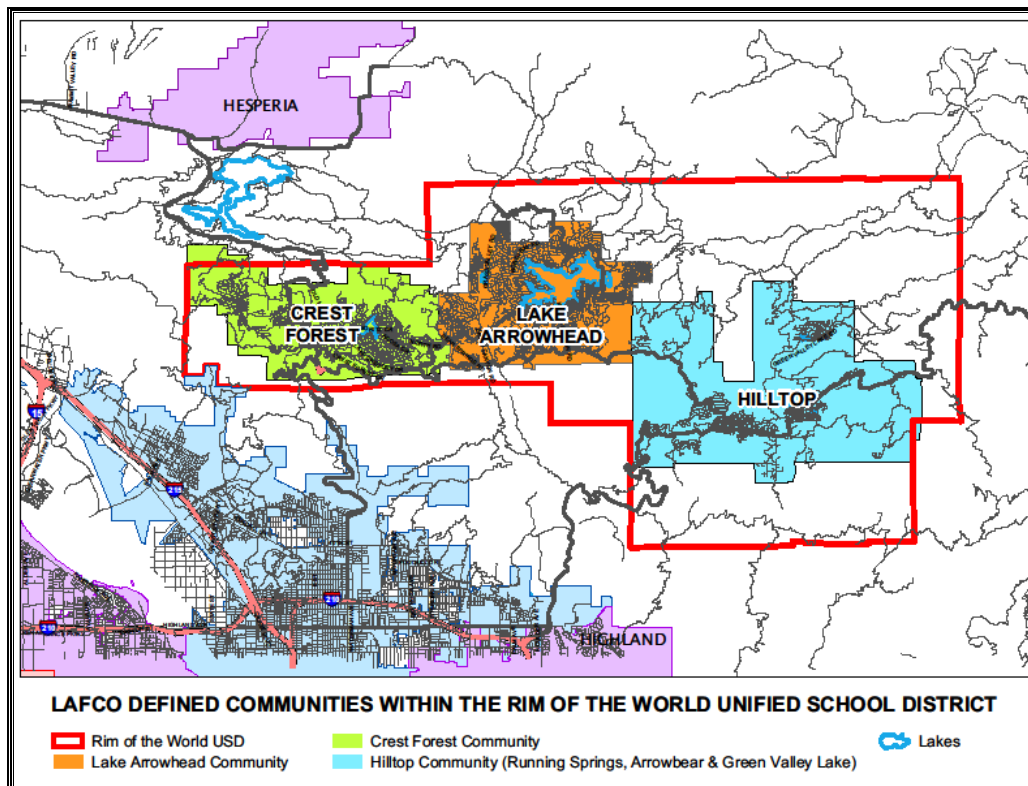 HESPERIA
CREST
FOREST
LAKE
ARROWHEAD
HILLTOP
15
215
HIGHLAND
LAFCO DEFINED COMMUNITIES WITHIN THE RIM OF THE WORLD UNIFIED SCHOOL DISTRICT
Rim of the World USD
Crest Forest Community
Lakes
Lake Arrowhead Community
Hilltop Community (Running Springs, Arrowbear & Green Valley Lake)